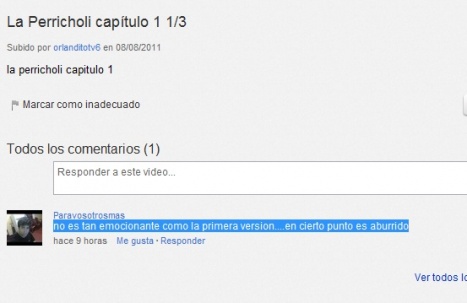 La Perricholi capítulo 1 1/3
Subido por orlanditotv6 en 08/08/2011
la perricholi capitulo 1
Marcar como inadecuado
Todos los comentarios (1)
Responder a este video...
Paravosotrosmas
no es tan emocionante como la primera version....en cierto punto es aburrido
hace 9 horas Me gusta · Responder
Ver todos lo